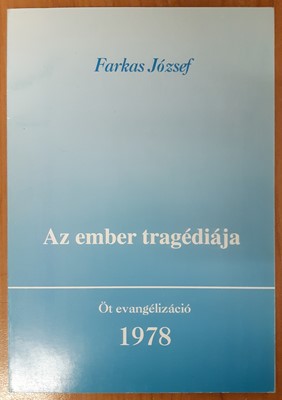 Farkas József
Az ember tragédiája
Öt evangélizáció
1978